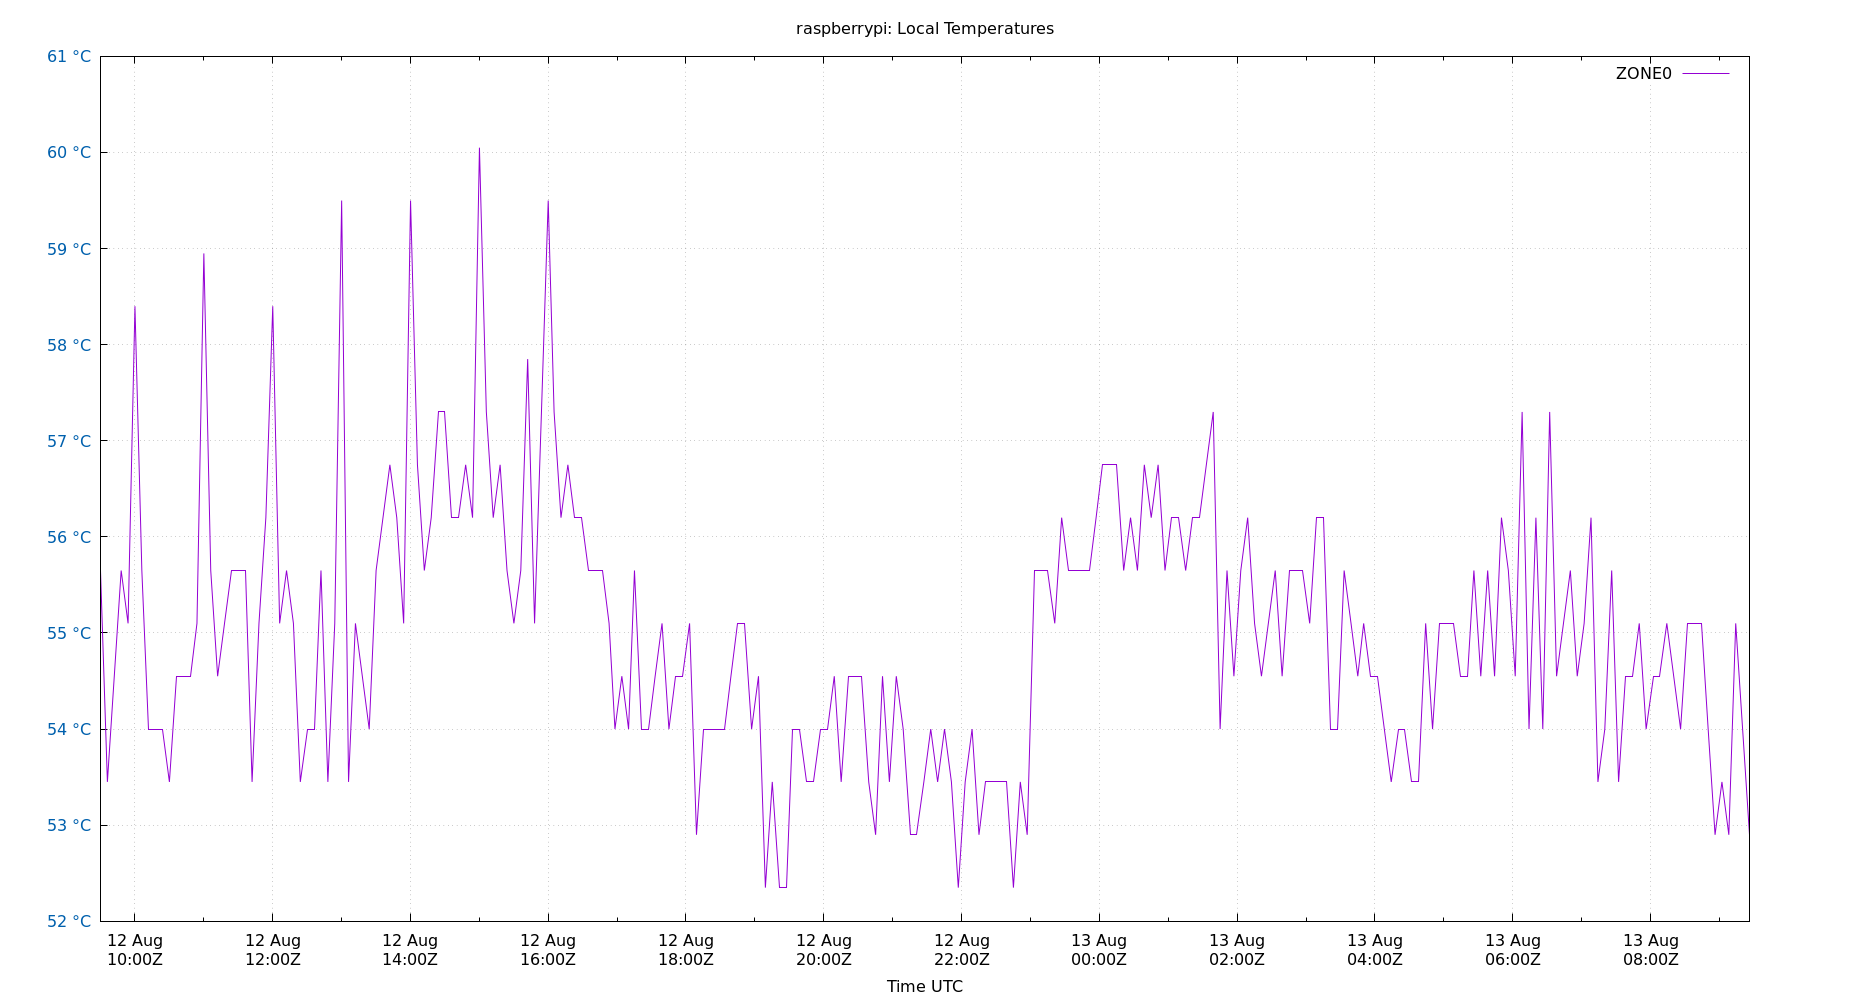 raspberrypi: Local Temperatures
61 °C
ZONE0
60 °C
59 °C
58 °C
57 °C
56 °C
55 °C
54 °C
53 °C
52 °C
12 Aug 12 Aug 12 Aug 12 Aug 12 Aug 12 Aug 12 Aug 13 Aug 13 Aug 13 Aug 13 Aug 13 Aug
10:00Z 12:00Z 14:00Z 16:00Z 18:00Z 20:00Z 22:00Z 00:00Z 02:00Z 04:00Z 06:00Z 08:00Z
Time UTC